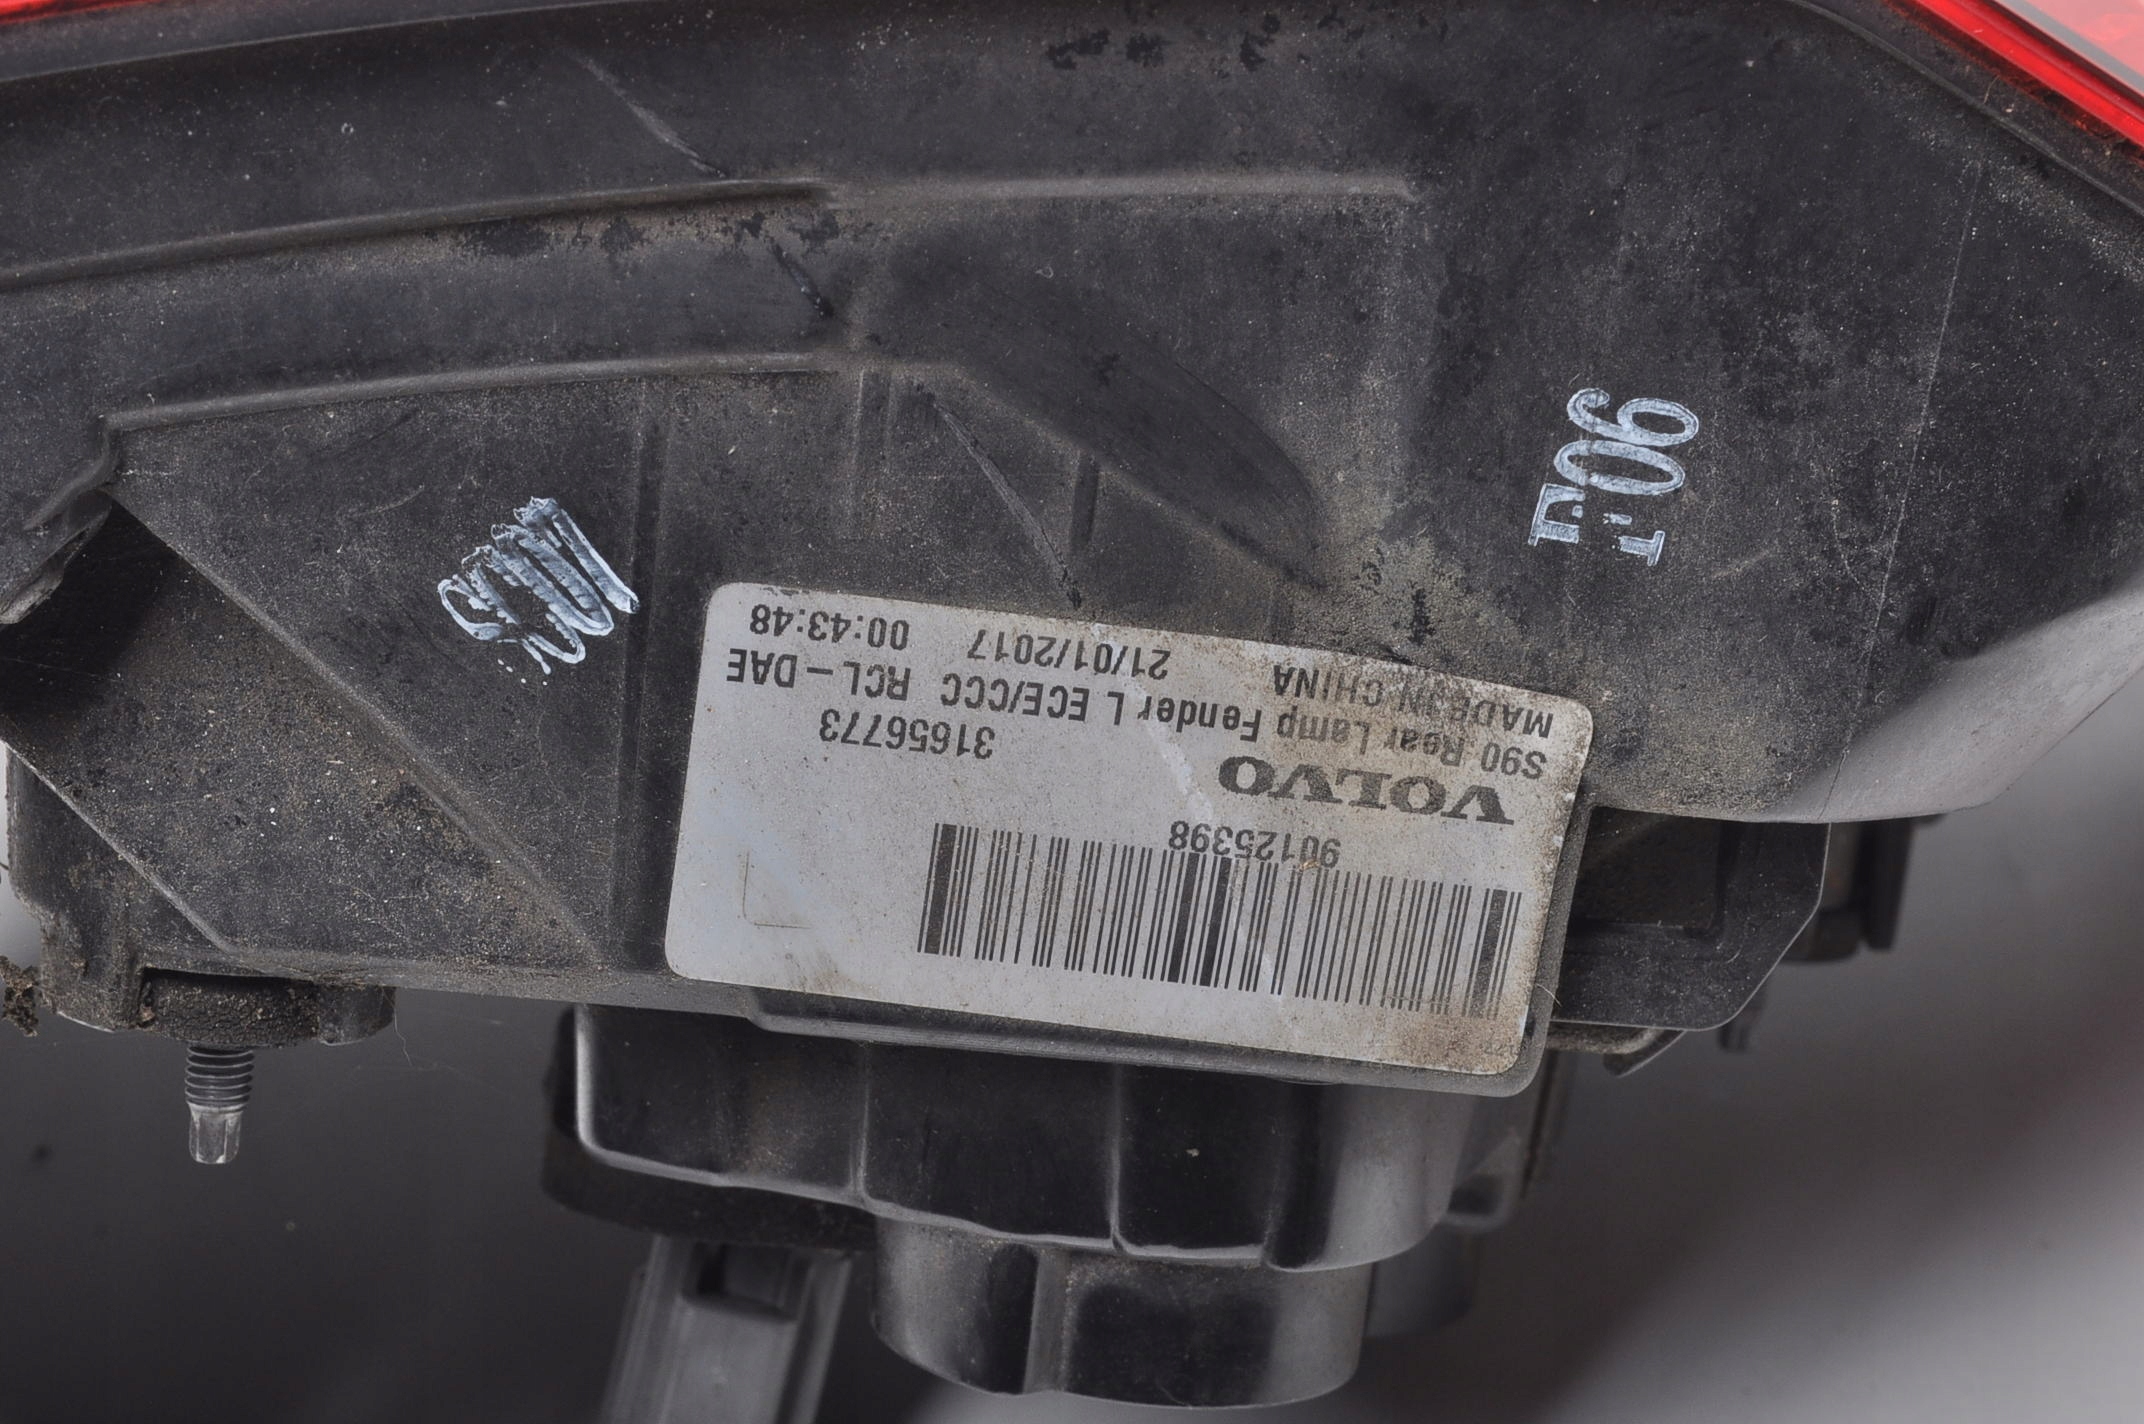 90125398
VOLVO
31656773
S90 Rear Lamp Fender L ECE/CCC RCL-DAE
MADE IN CHINA 21/01/2017 00:43:48